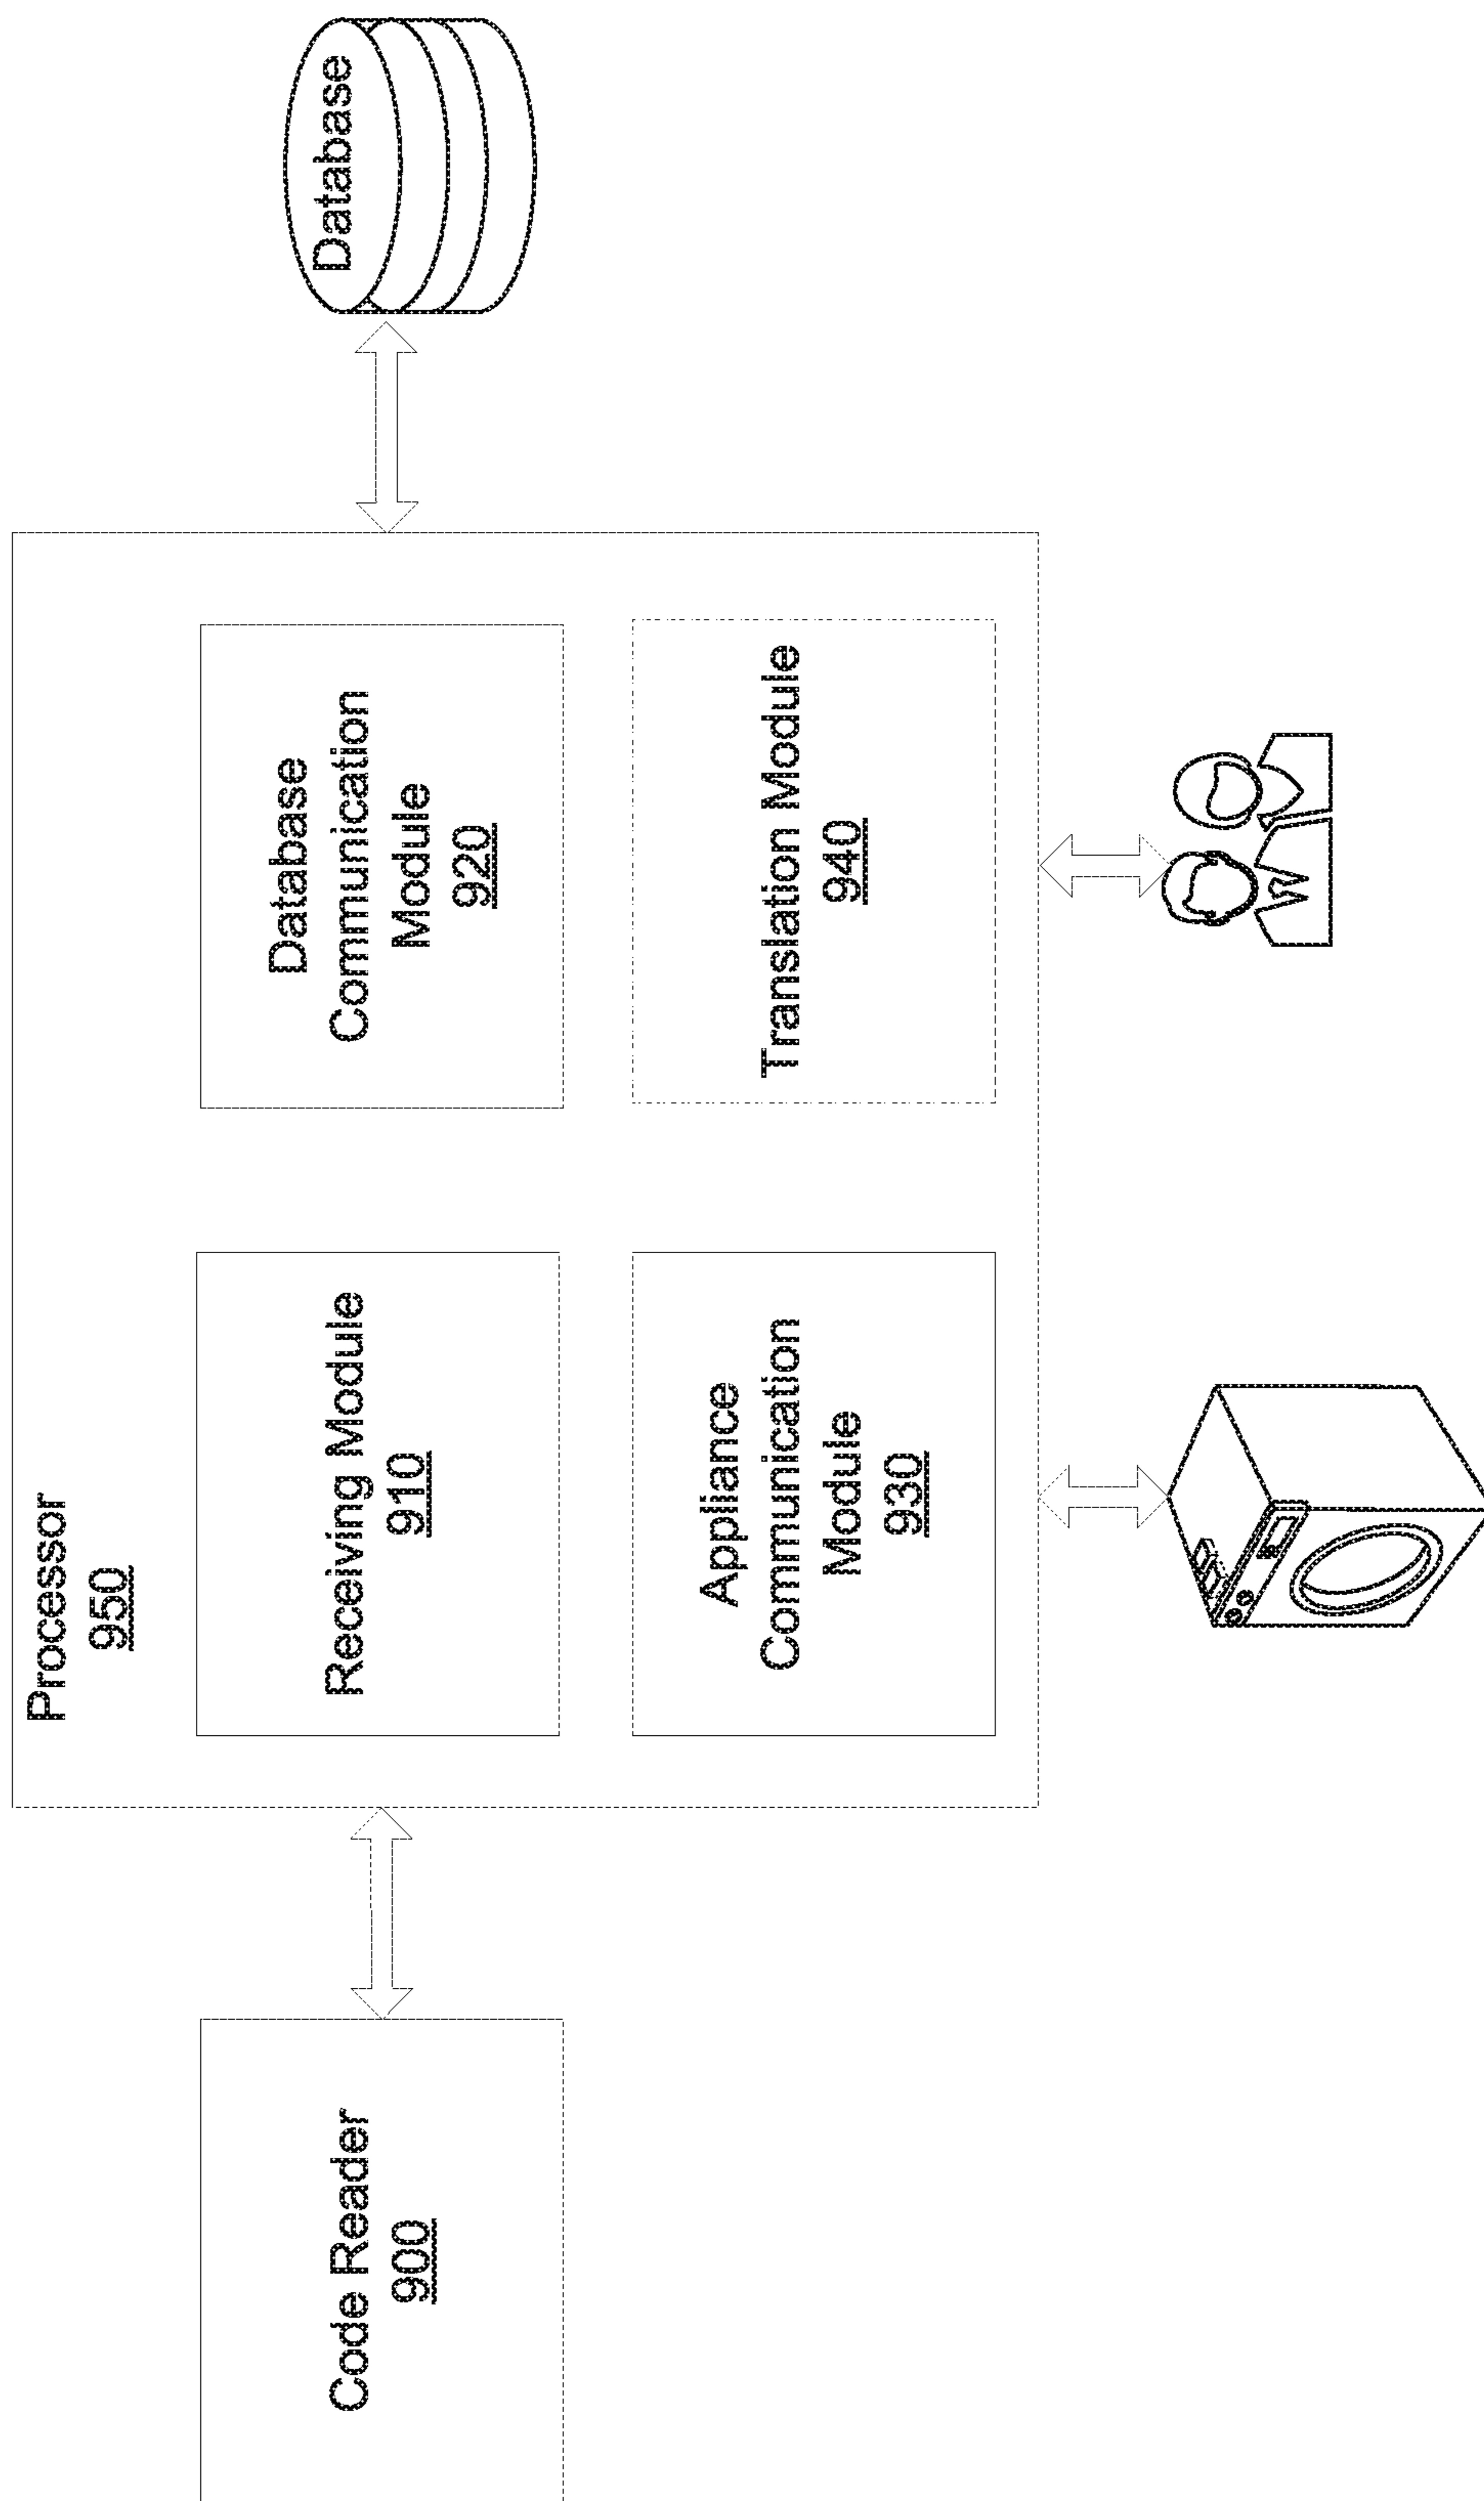 Processor
950
Code Reader
900
Receiving Module
910
Database
Communication
Module
920
Database
Appliance
Communication
Module
930
Translation Module
940